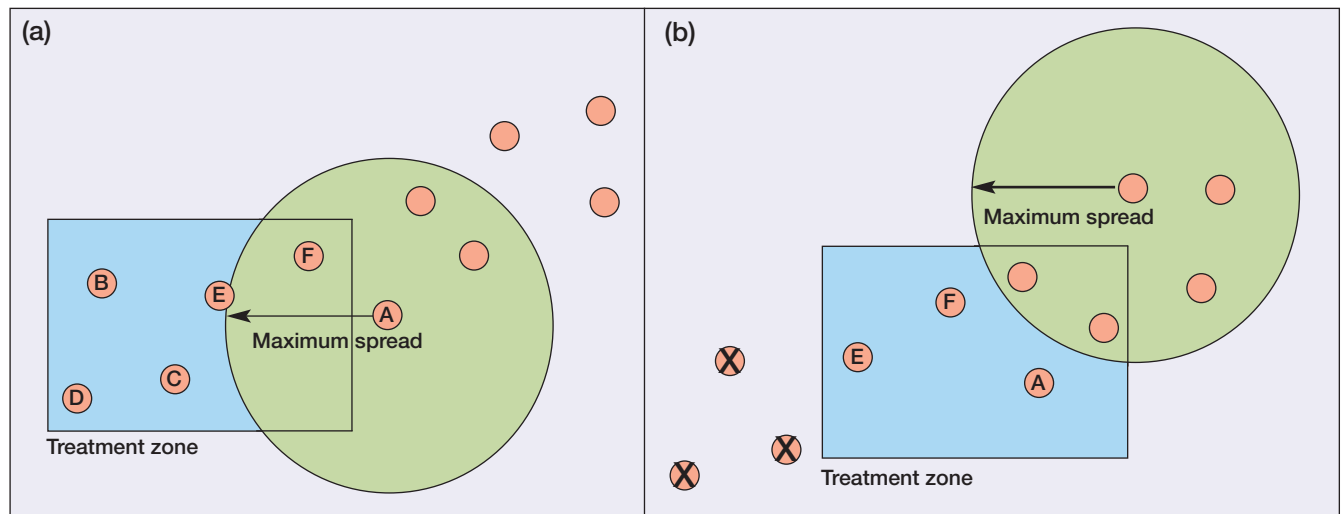 (a)
F
B
E
A
Maximum spread
C
D
Treatment zone
(b)
Maximum spread
F
E
A
X
X
X
Treatment zone